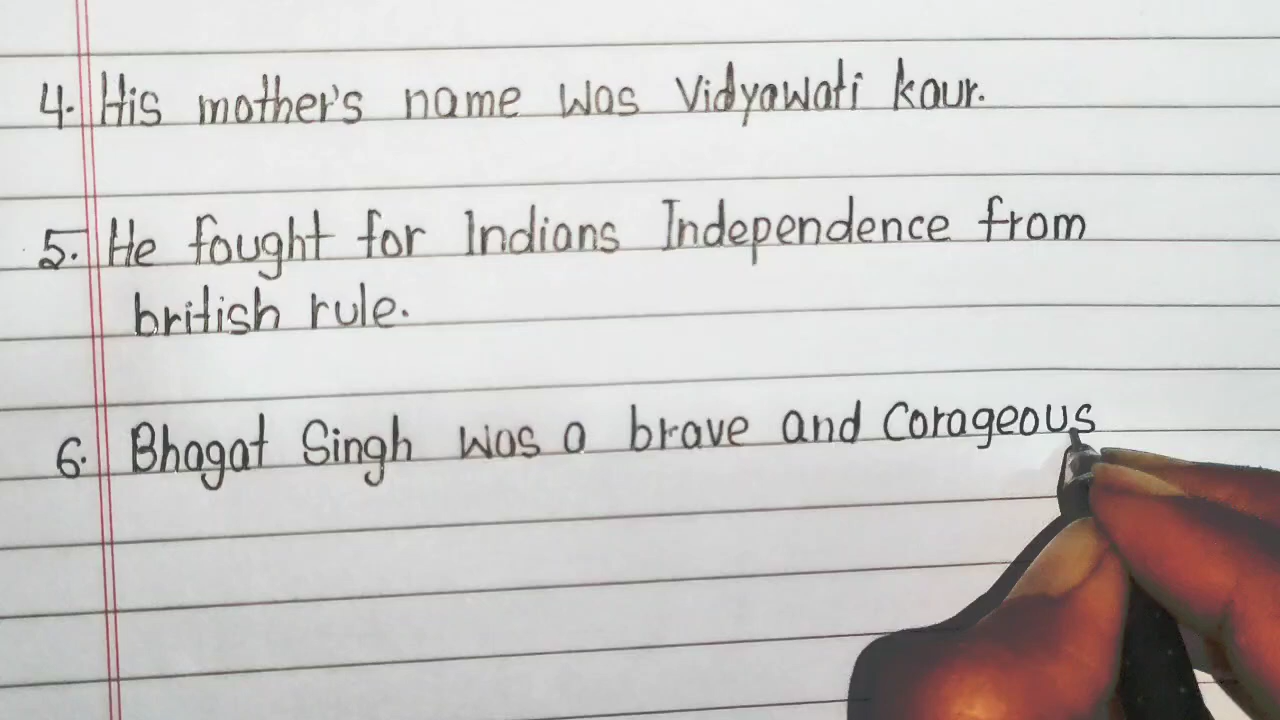 4. His mother's name was Vidyawati kaur.
5. He fought for Indians Independence from
british rule.
6. Bhagat Singh was a brave and Corageous